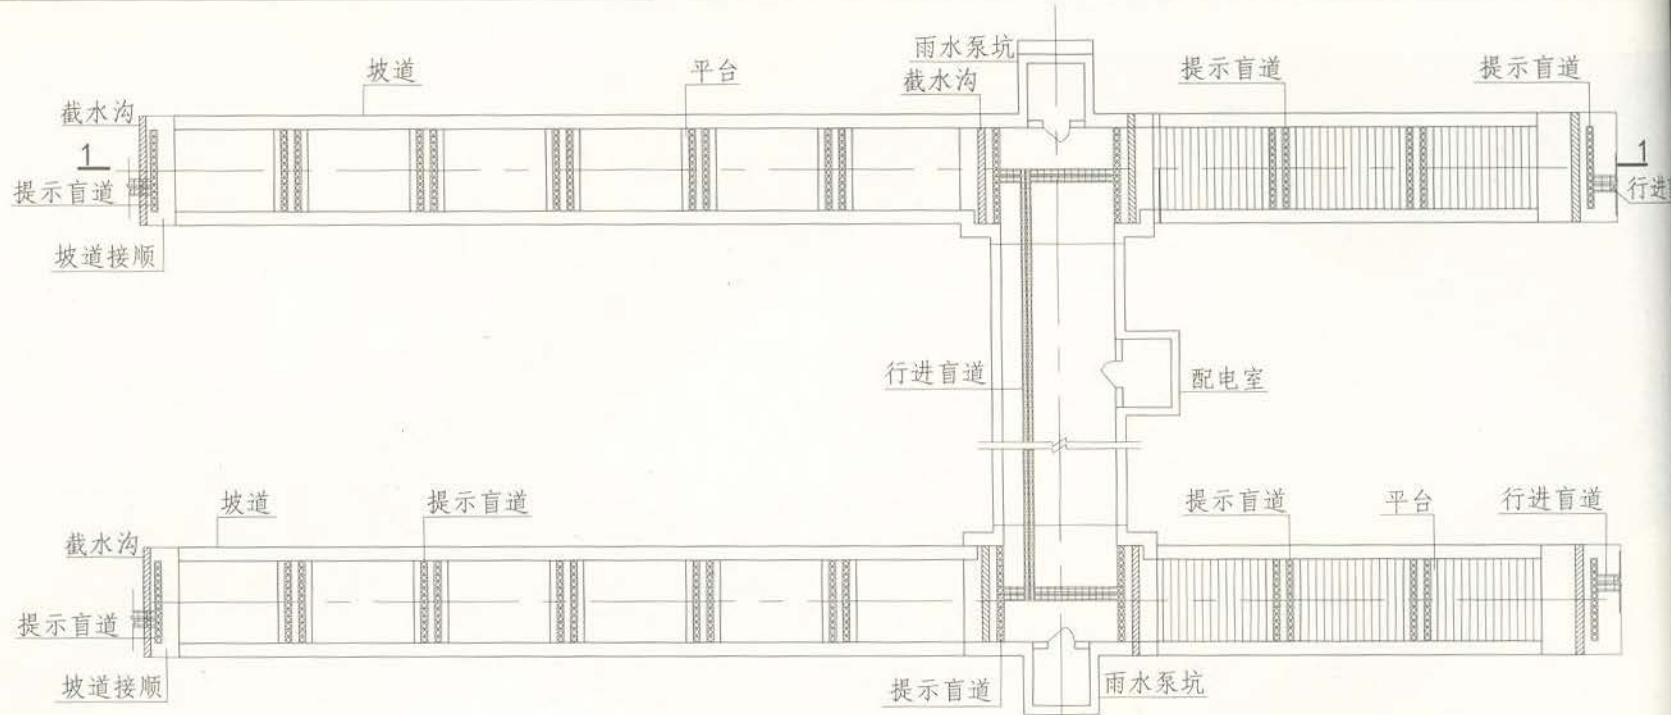 雨水泵坑
坡道
平台
截水沟
提示盲道
提示盲道
截水沟
1
1
提示盲道
行进
坡道接顺
行进盲道
配电室
坡道
提示盲道
提示盲道
平台
行进盲道
截水沟
提示盲道
坡道接顺
提示盲道
雨水泵坑